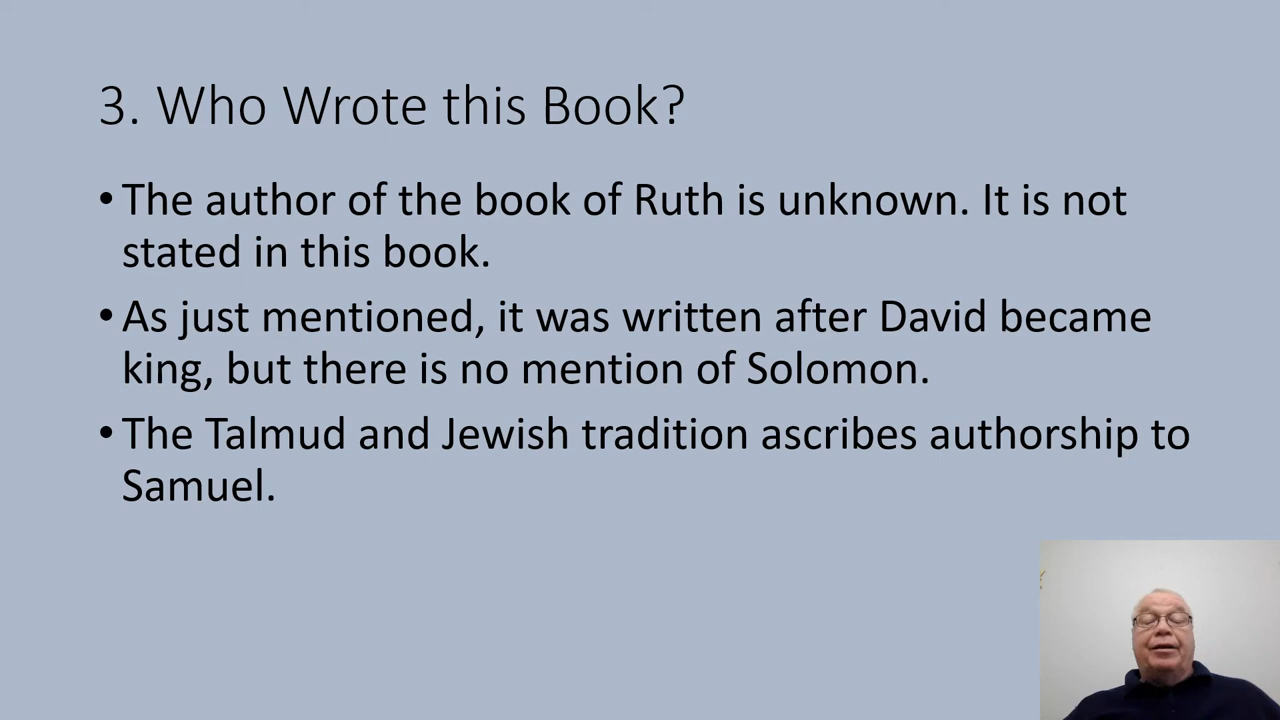 3. Who Wrote this Book?
•The author of the book of Ruth is unknown. It is not
stated in this book.
•As just mentioned, it was written after David became
king, but there is no mention of Solomon.
•The Talmud and Jewish tradition ascribes authorship to
Samuel.